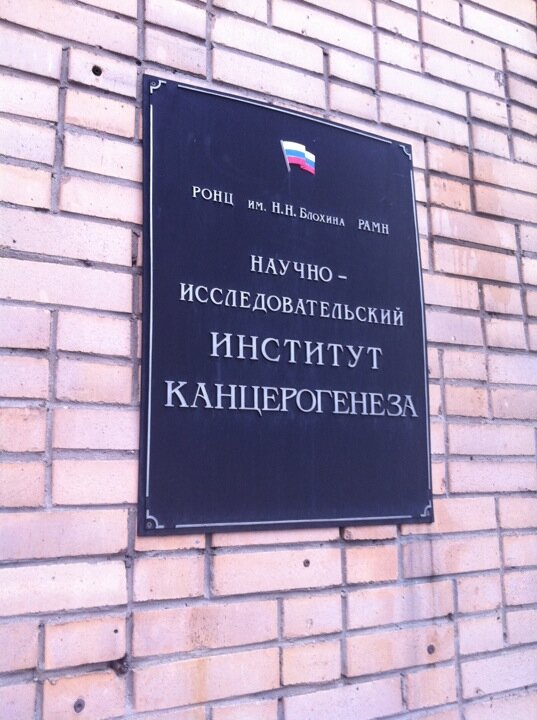 РОНЦ им. Н.Н. Блохина РАМН
Научно-
исследовательский
институт
канцерогенеза